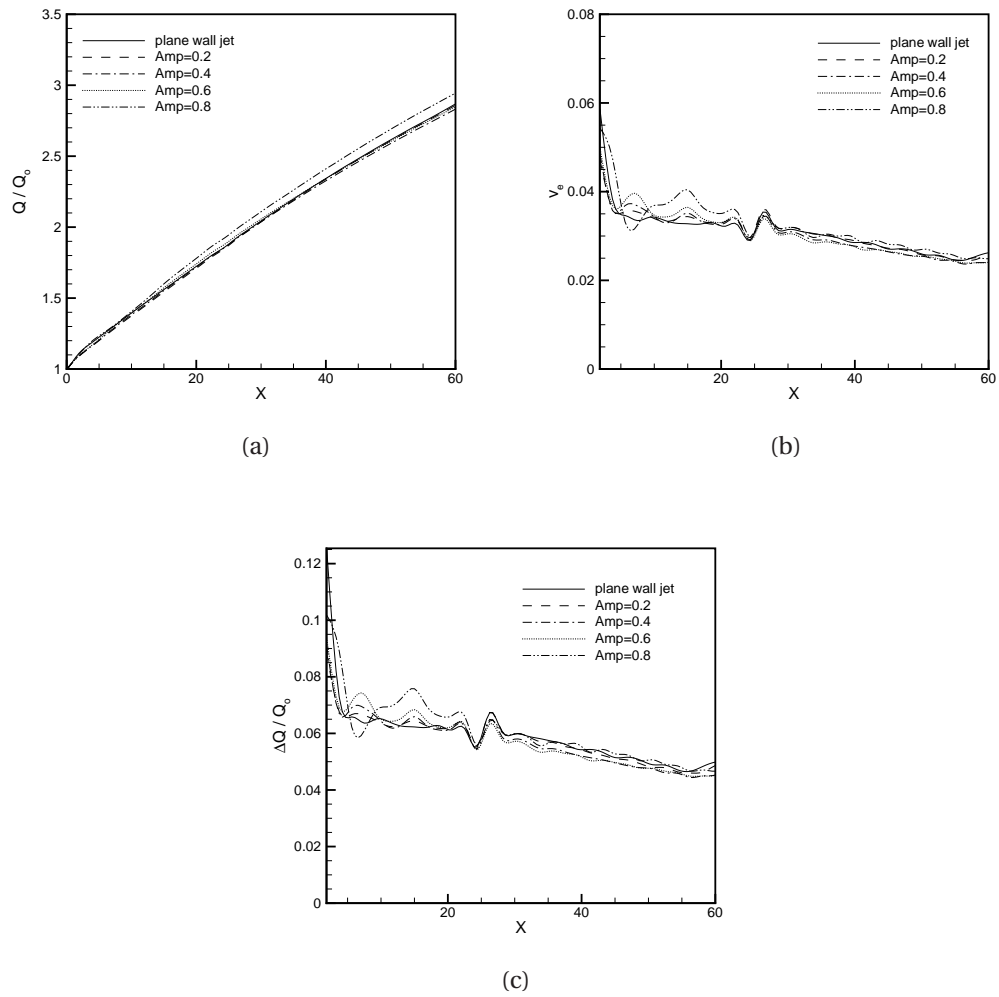 3.5
3
2.5
2
1.5
1
Q / Qo
plane wall jet
Amp=0.2
Amp=0.4
Amp=0.6
Amp=0.8
0 20 40 60
X
(a)
0.08
0.06
0.04
0.02
0
ve
plane wall jet
Amp=0.2
Amp=0.4
Amp=0.6
Amp=0.8
20 40 60
X
(b)
0.12
0.1
0.08
0.06
0.04
0.02
0
ΔQ / Qo
plane wall jet
Amp=0.2
Amp=0.4
Amp=0.6
Amp=0.8
20 40 60
X
(c)